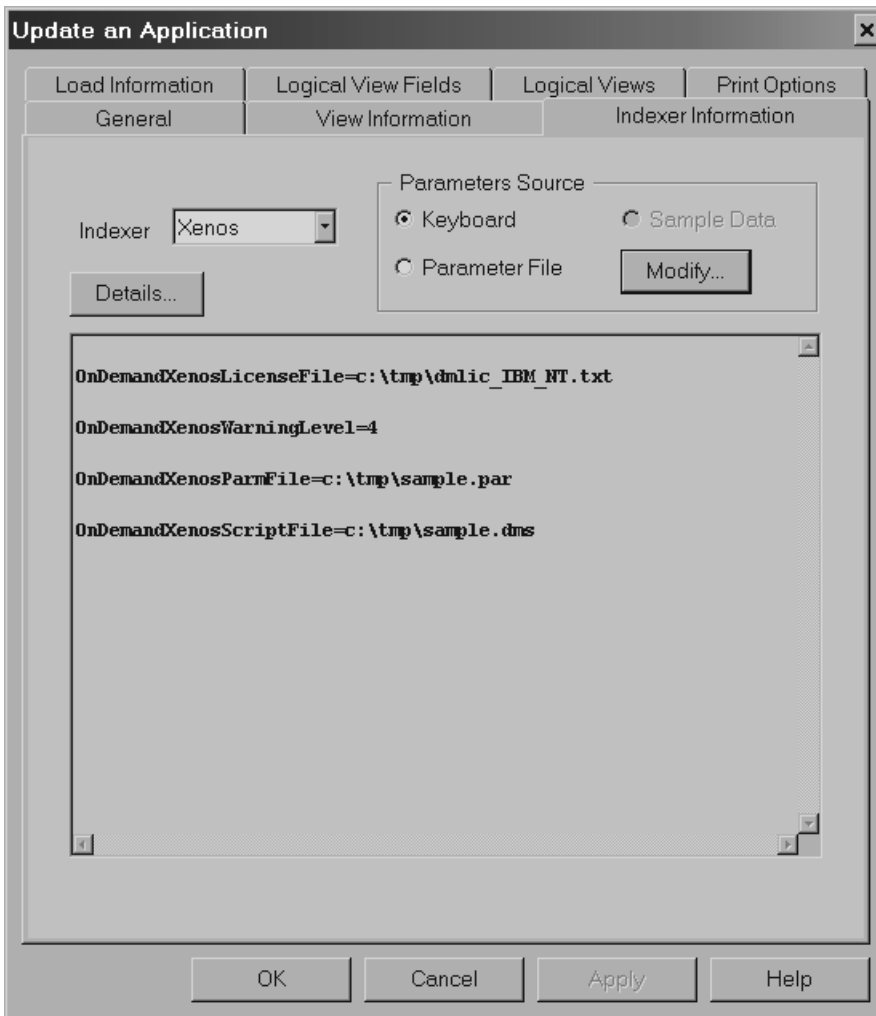 Update an Application
Load Information
Logical View Fields
Logical Views
Print Options
General
View Information
Indexer Information
Parameters Source
Indexer
Xenos
Keyboard
Sample Data
Parameter File
Modify...
Details...
OnDemandXenosLicenseFile=c:\tmp\dmlic_IBM_NT.txt
OnDemandXenosWarningLevel=4
OnDemandXenosParmFile=c:\tmp\sample.par
OnDemandXenosScriptFile=c:\tmp\sample.dms
OK
Cancel
Apply
Help